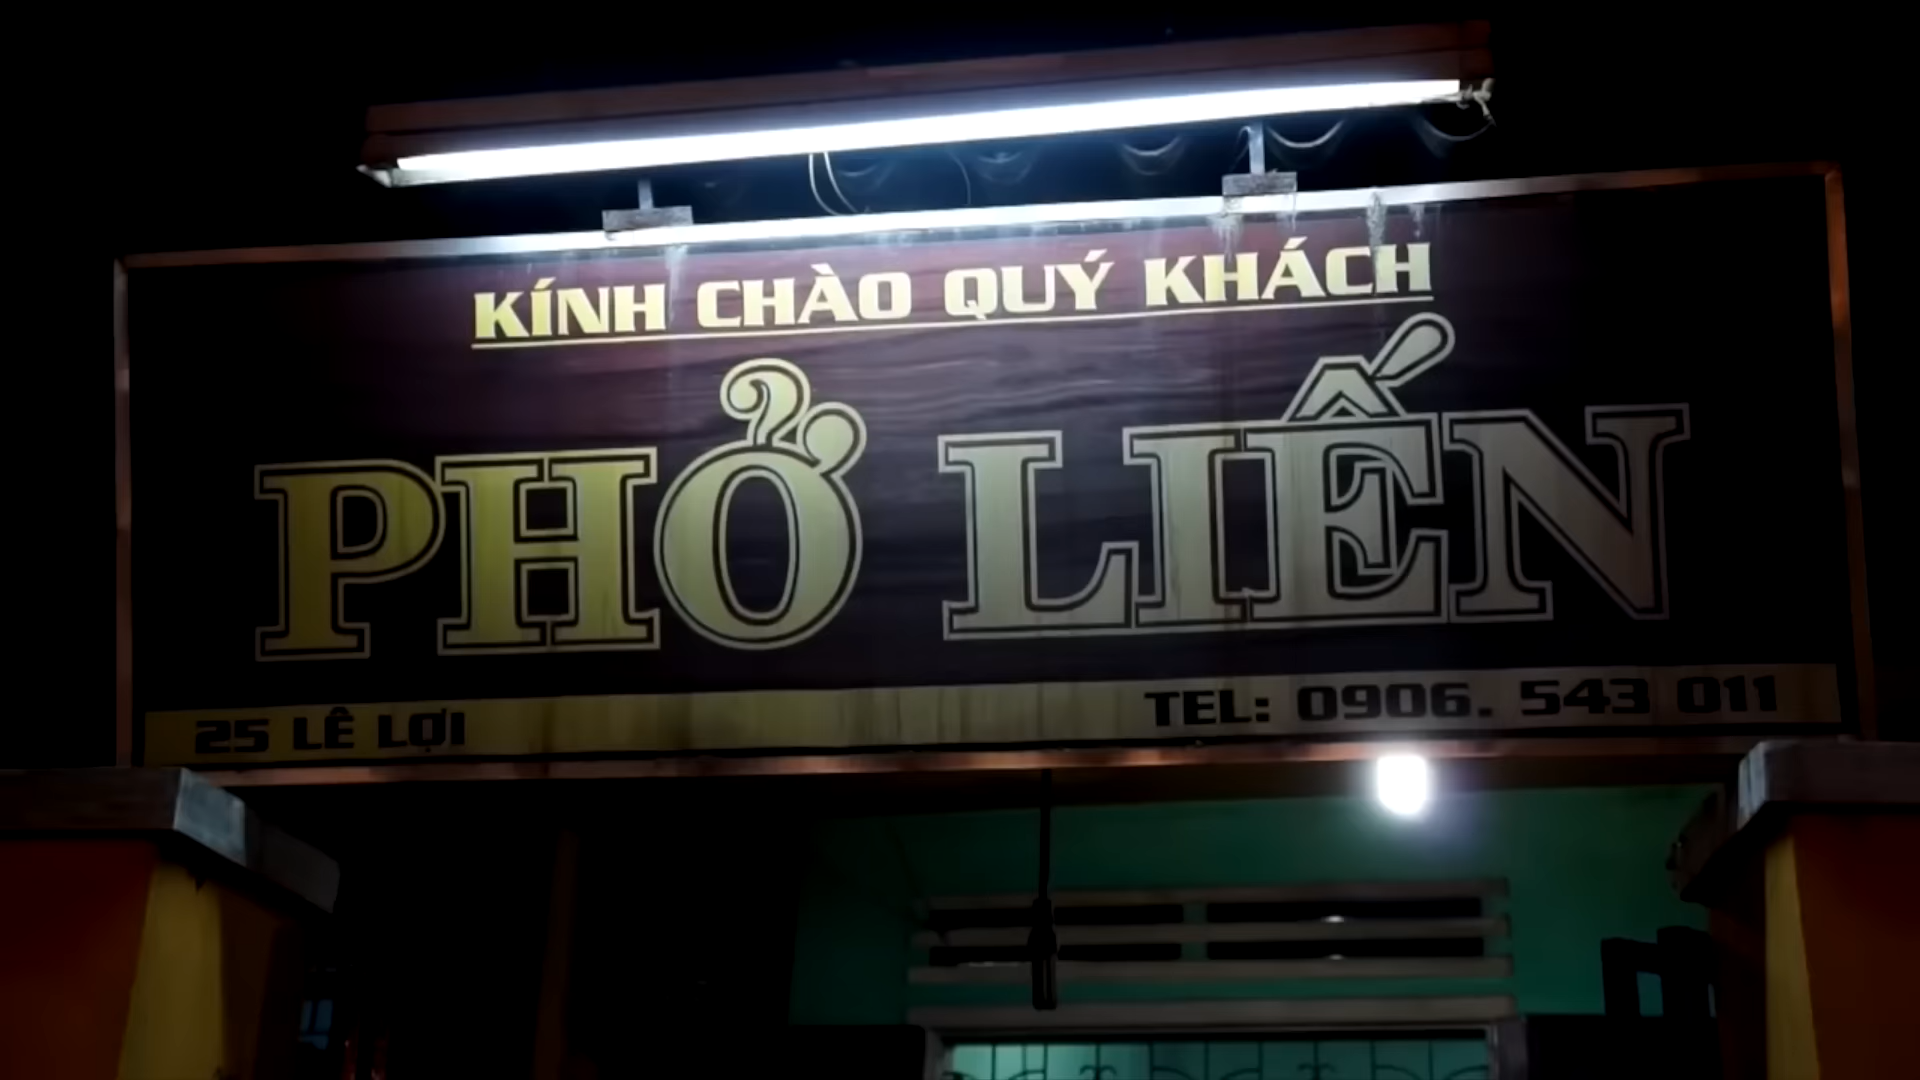 KÍNH CHÀO QUÝ KHÁCH
PHỞ LIẾN
25 LÊ LỢI
TEL: 0906. 543 011